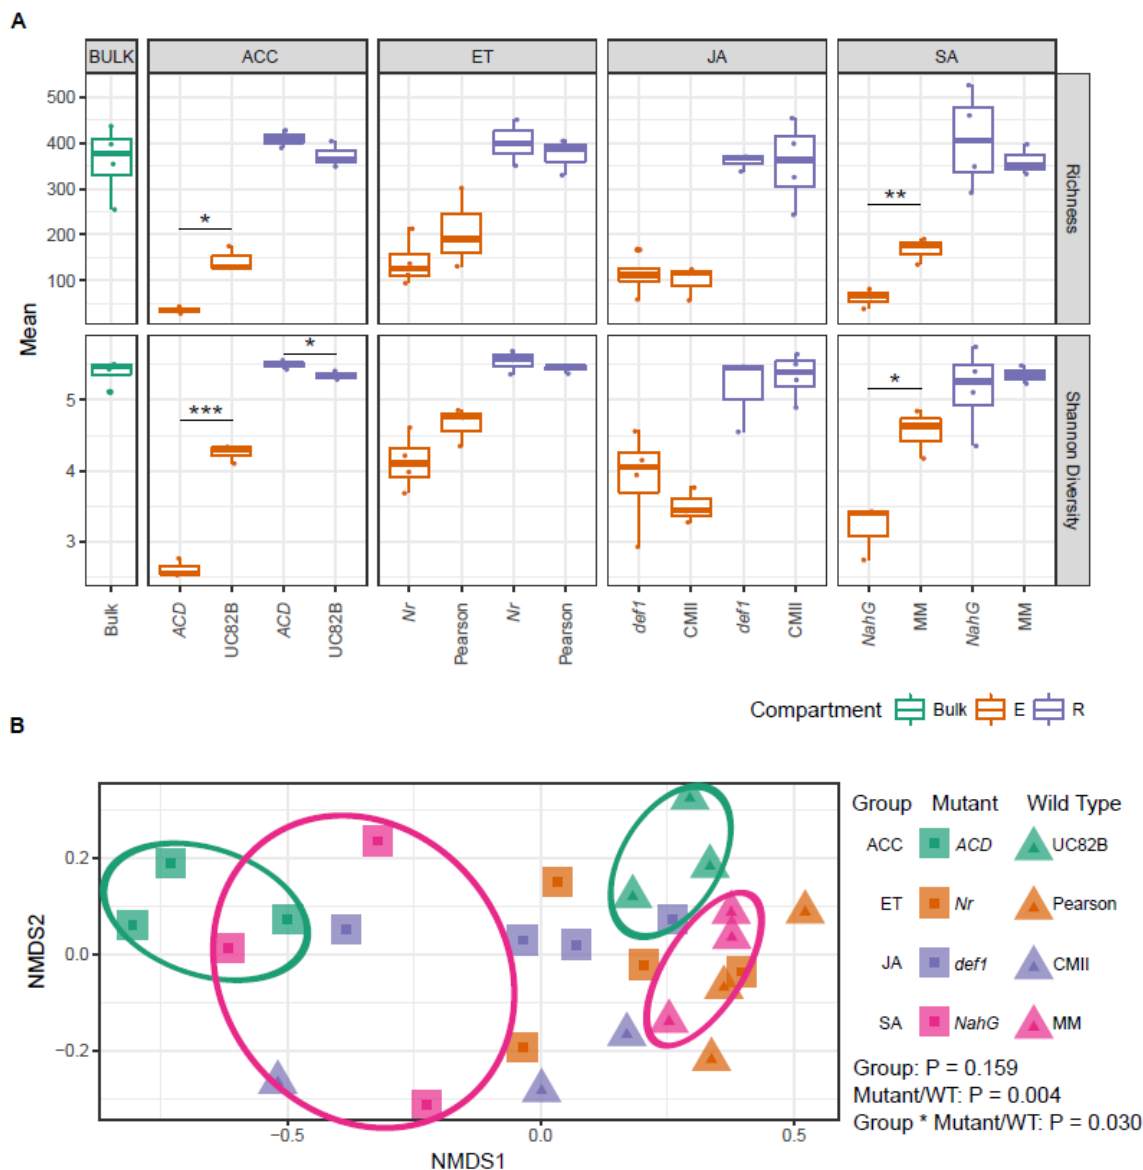 A
BULK ACC ET JA SA
500
400
300
200
100
Richness
Mean
5
4
3
Shannon Diversity
* ** *** * *
Bulk ACD UC82B ACD UC82B Nr Pearson Nr Pearson def1 CMII def1 CMII NahG MM NahG MM
Compartment Bulk E R
B
0.2
0.0
−0.2
NMDS2
−0.5 0.0 0.5
NMDS1
Group Mutant Wild Type
ACC ACD UC82B
ET Nr Pearson
JA def1 CMII
SA NahG MM
Group: P = 0.159
Mutant/WT: P = 0.004
Group * Mutant/WT: P = 0.030